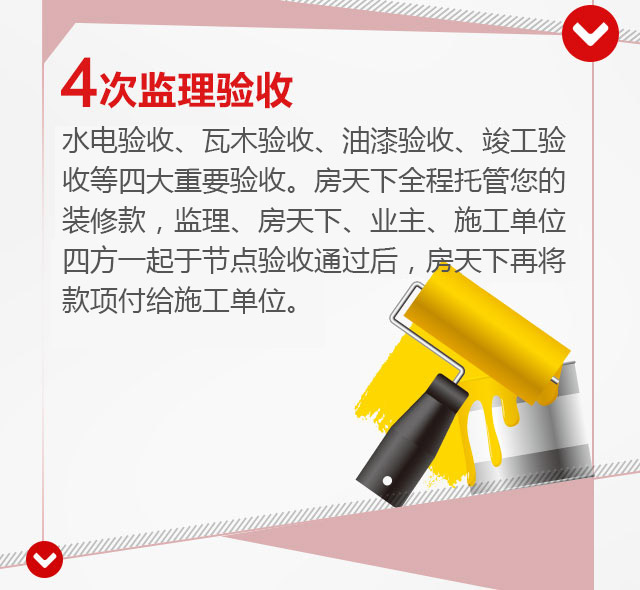 4次监理验收
水电验收、瓦木验收、油漆验收、竣工验
收等四大重要验收。房天下全程托管您的
装修款，监理、房天下、业主、施工单位
四方一起于节点验收通过后，房天下再将
款项付给施工单位。